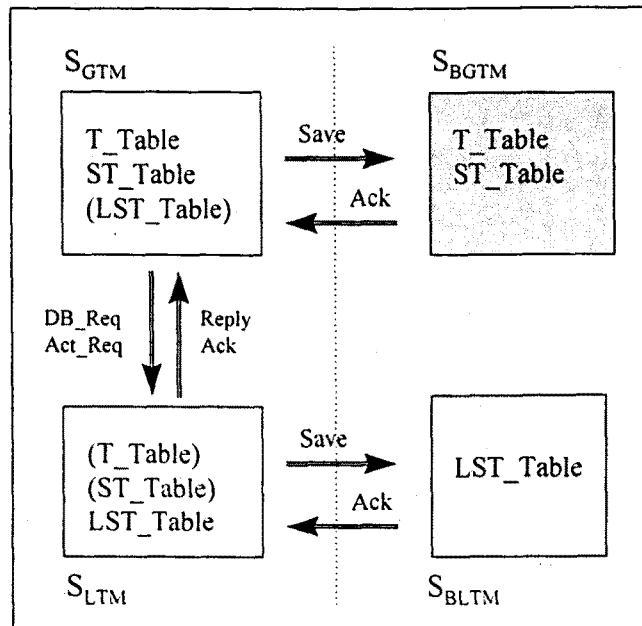 S_GTM
S_BGTM
T_Table
ST_Table
(LST_Table)
Save
Ack
T_Table
ST_Table
DB_Req
Act_Req
Reply
Ack
(T_Table)
(ST_Table)
LST_Table
Save
Ack
LST_Table
S_LTM
S_BLTM